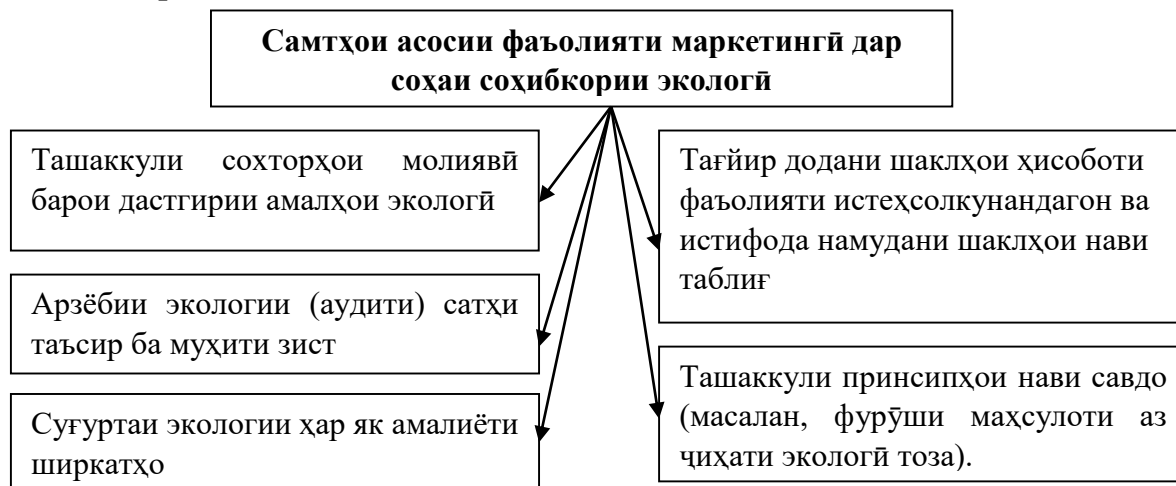 Самтҳои асосии фаъолияти маркетингӣ дар
соҳаи соҳибкории экологӣ
Ташаккули сохторҳои молиявӣ
барои дастгирии амалҳои экологӣ
Арзёбии экологии (аудити) сатҳи
таъсир ба муҳити зист
Суғуртаи экологии ҳар як амалиёти
ширкатҳо
Тағйир додани шаклҳои ҳисоботи
фаъолияти истеҳсолкунандагон ва
истифода намудани шаклҳои нави
таблиғ
Ташаккули принсипҳои нави савдо
(масалан, фурӯши маҳсулоти аз
ҷиҳати экологӣ тоза).